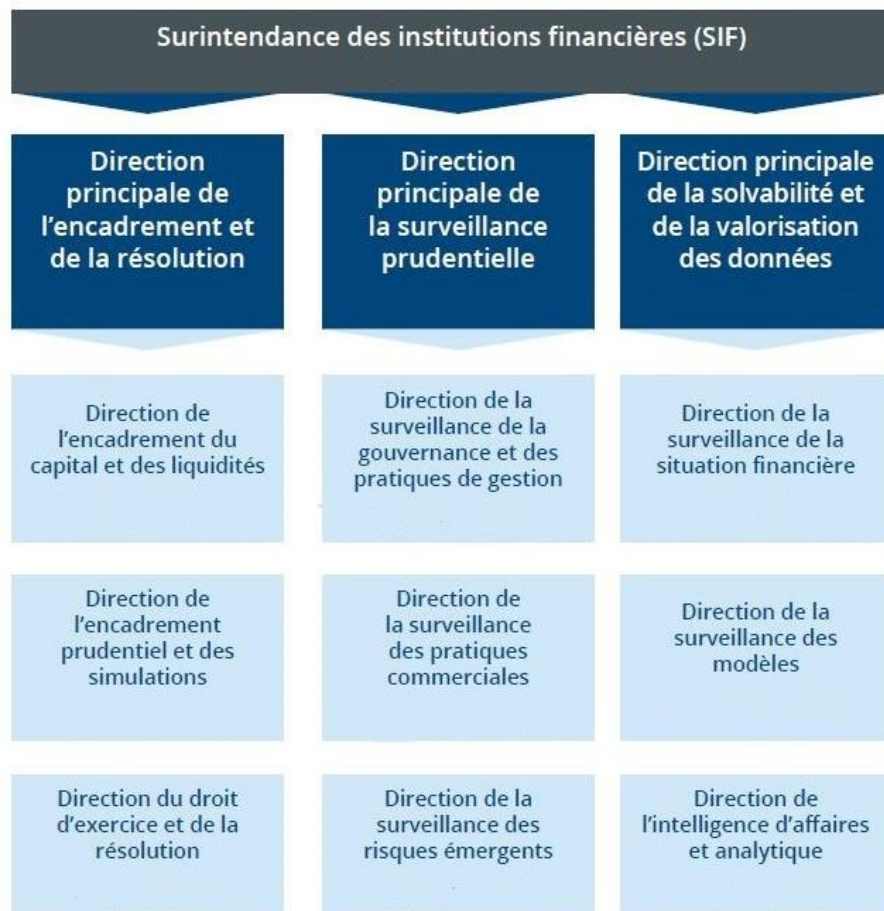 Surintendance des institutions financières (SIF)
Direction
principale de
l'encadrement et
de la résolution
Direction
principale de
la surveillance
prudentielle
Direction principale
de la solvabilité et
de la valorisation
des données
Direction de
l'encadrement du
capital et des liquidités
Direction de la
surveillance de la
gouvernance et des
pratiques de gestion
Direction de la
surveillance de la
situation financière
Direction de
l'encadrement
prudentiel et des
simulations
Direction de
la surveillance
des pratiques
commerciales
Direction de la
surveillance des
modèles
Direction du droit
d'exercice et de la
résolution
Direction de la
surveillance des
risques émergents
Direction de
l'intelligence d'affaires
et analytique